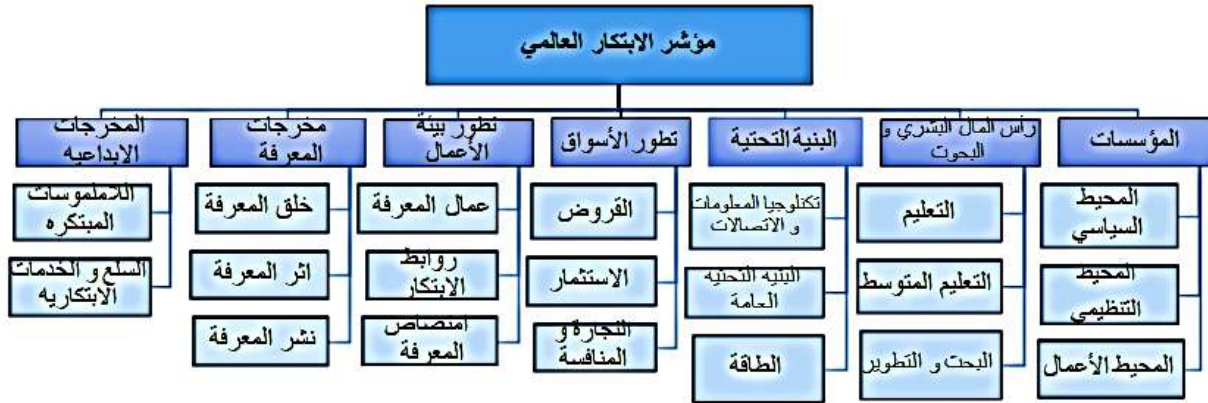 مؤشر الابتكار العالمي
المؤسسات
رأس المال البشري و
البحوث
البنية التحتية
تطور الأسواق
تطور بيئة
الأعمال
مخرجات
المعرفة
المخرجات
الابداعيه
المحيط
السياسي
المحيط
التنظيمي
المحيط الأعمال
التعليم
التعليم المتوسط
البحث و التطوير
تكنلوجيا المعلومات
و الاتصالات
البنيه التحتيه
العامة
الطاقة
القروض
الاستثمار
التجارة و
المنافسة
عمال المعرفة
روابط
الابتكار
امتصاص
المعرفة
خلق المعرفة
اثر المعرفة
نشر المعرفة
اللاملموسات
المبتكره
السلع و الخدمات
الابتكاريه